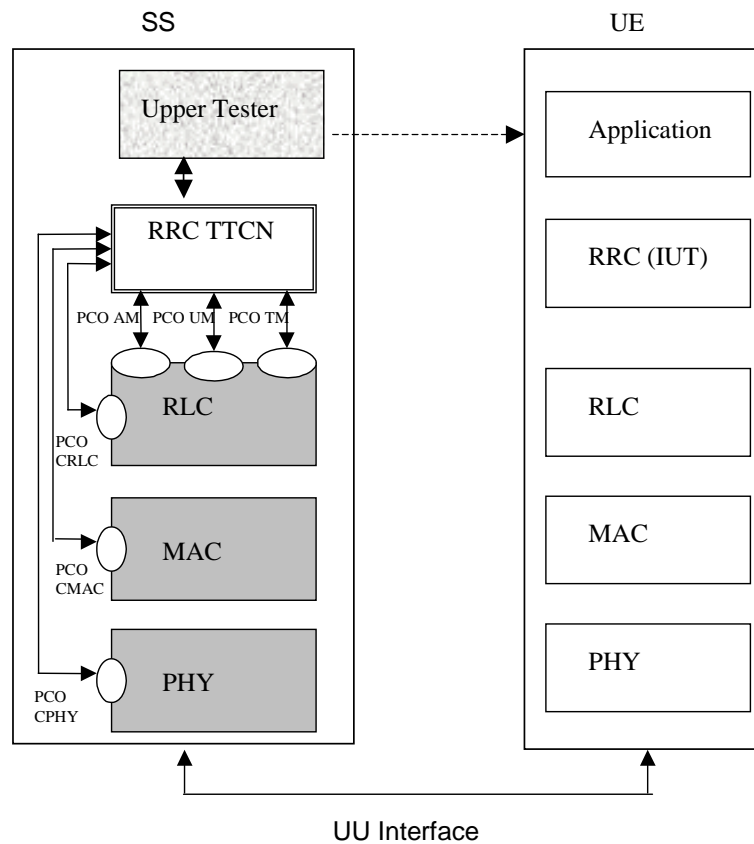 SS
UE
Upper Tester
Application
RRC TTCN
RRC (IUT)
PCO AM
PCO UM
PCO TM
RLC
RLC
PCO
CRLC
MAC
MAC
PCO
CMAC
PHY
PHY
PCO
CPHY
UU Interface